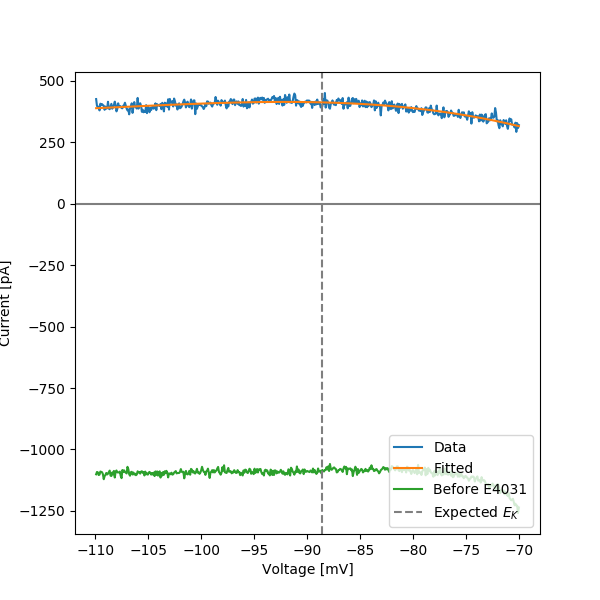 500
250
0
−250
−500
−750
−1000
−1250
Current [pA]
Data
Fitted
Before E4031
Expected E_K
−110 −105 −100 −95 −90 −85 −80 −75 −70
Voltage [mV]